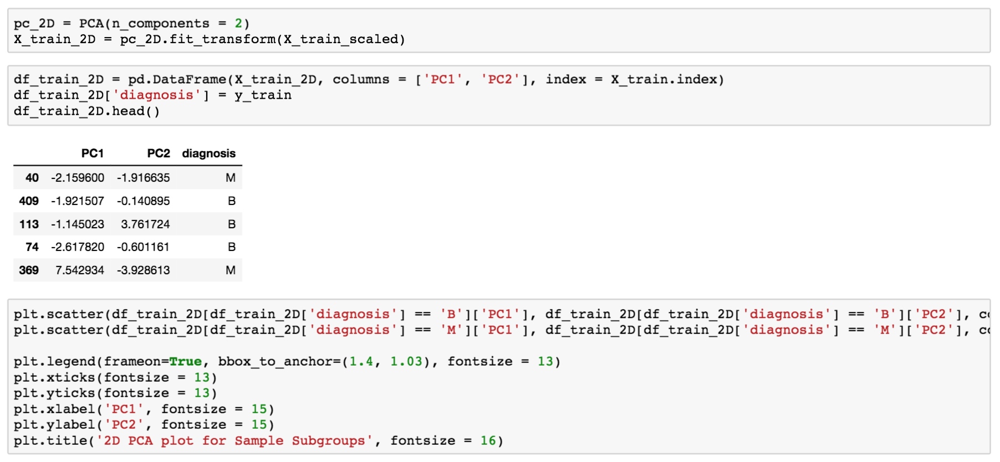 pc_2D = PCA(n_components = 2)
X_train_2D = pc_2D.fit_transform(X_train_scaled)
df_train_2D = pd.DataFrame(X_train_2D, columns = ['PC1', 'PC2'], index = X_train.index)
df_train_2D['diagnosis'] = y_train
df_train_2D.head()
PC1 PC2 diagnosis
40 -2.159600 -1.916635 M
409 -1.921507 -0.140895 B
113 -1.145023 3.761724 B
74 -2.617820 -0.601161 B
369 7.542934 -3.928613 M
plt.scatter(df_train_2D[df_train_2D['diagnosis'] == 'B']['PC1'], df_train_2D[df_train_2D['diagnosis'] == 'B']['PC2'],
plt.scatter(df_train_2D[df_train_2D['diagnosis'] == 'M']['PC1'], df_train_2D[df_train_2D['diagnosis'] == 'M']['PC2'],
plt.legend(frameon=True, bbox_to_anchor=(1.4, 1.03), fontsize = 13)
plt.xticks(fontsize = 13)
plt.yticks(fontsize = 13)
plt.xlabel('PC1', fontsize = 15)
plt.ylabel('PC2', fontsize = 15)
plt.title('2D PCA plot for Sample Subgroups', fontsize = 16)